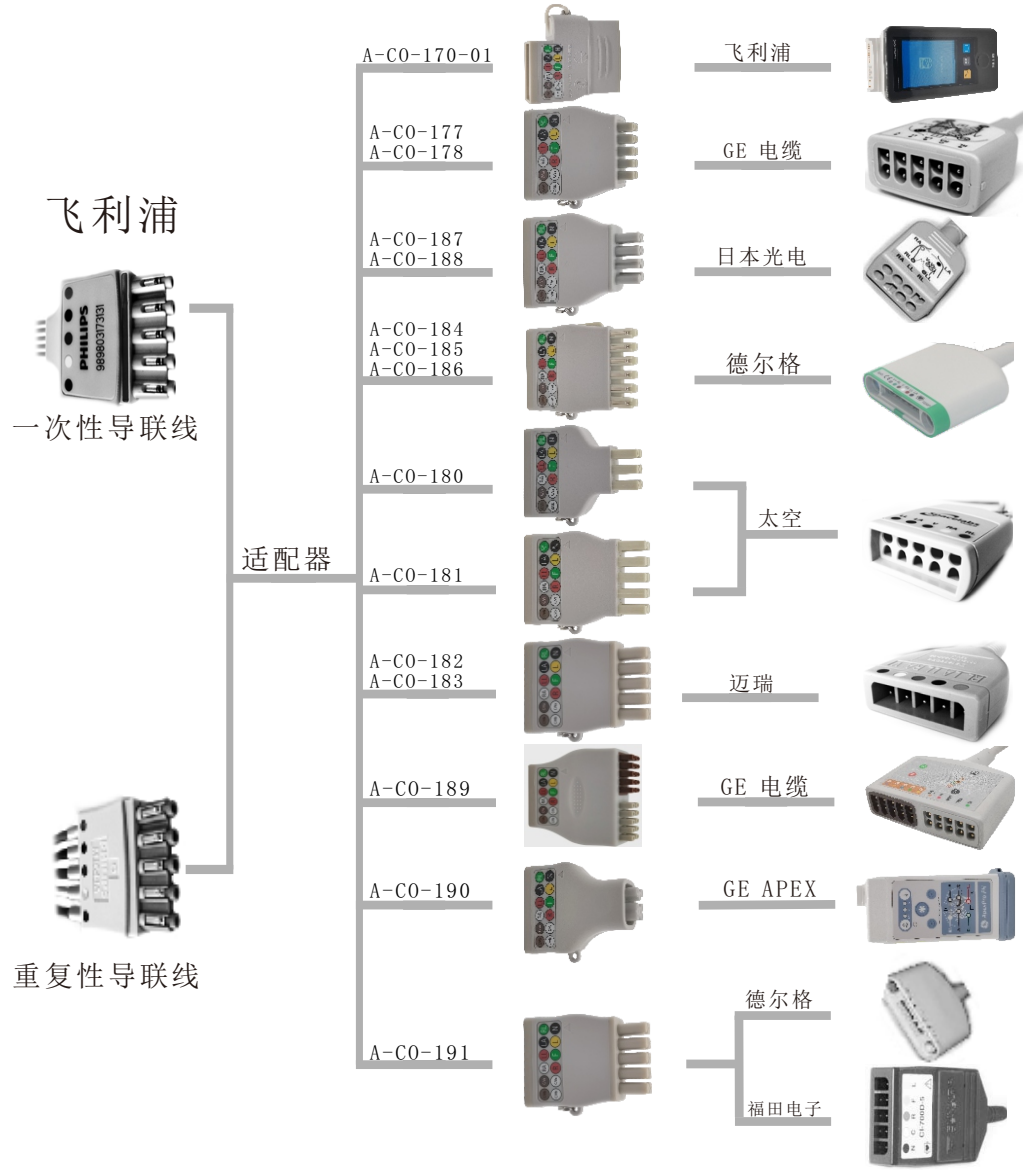 飞利浦
PHILIPS
989803173131
一次性导联线
重复性导联线
适配器
A-CO-170-01
飞利浦
A-CO-177
A-CO-178
GE 电缆
A-CO-187
A-CO-188
日本光电
A-CO-184
A-CO-185
A-CO-186
德尔格
A-CO-180
A-CO-181
太空
A-CO-182
A-CO-183
迈瑞
A-CO-189
GE 电缆
A-CO-190
GE APEX
A-CO-191
德尔格
福田电子